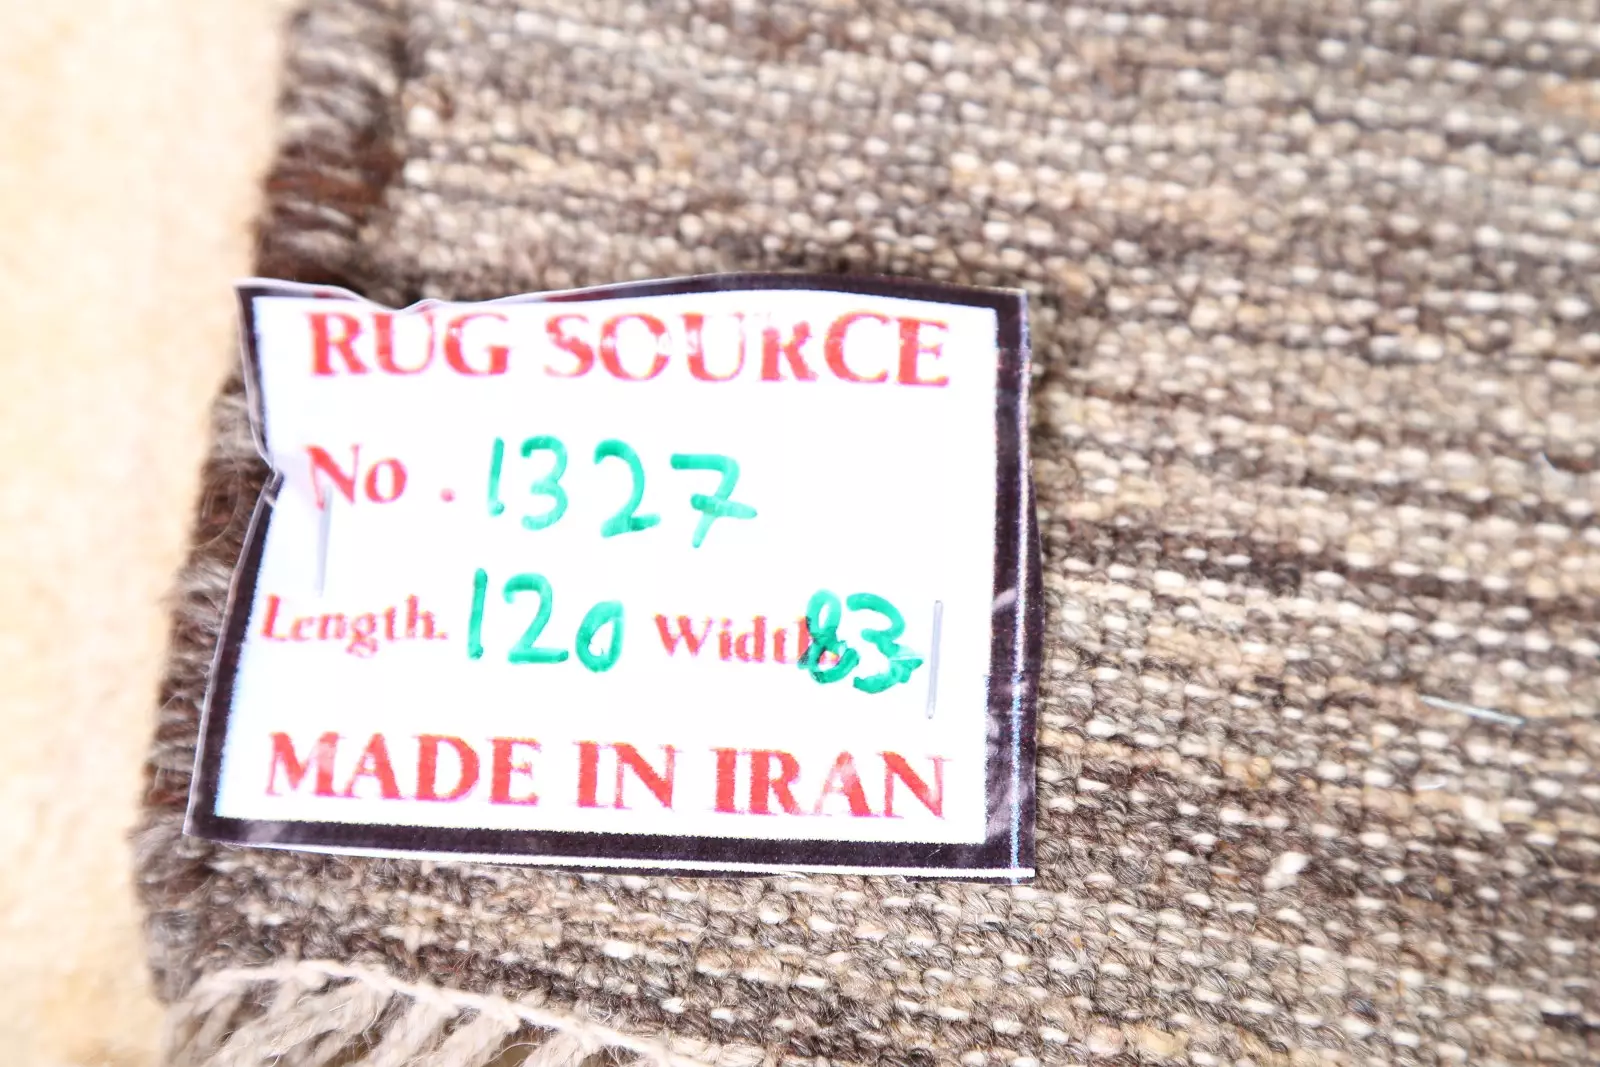 RUG SOURCE
No . 1327
Length. 120 Width. 83
MADE IN IRAN